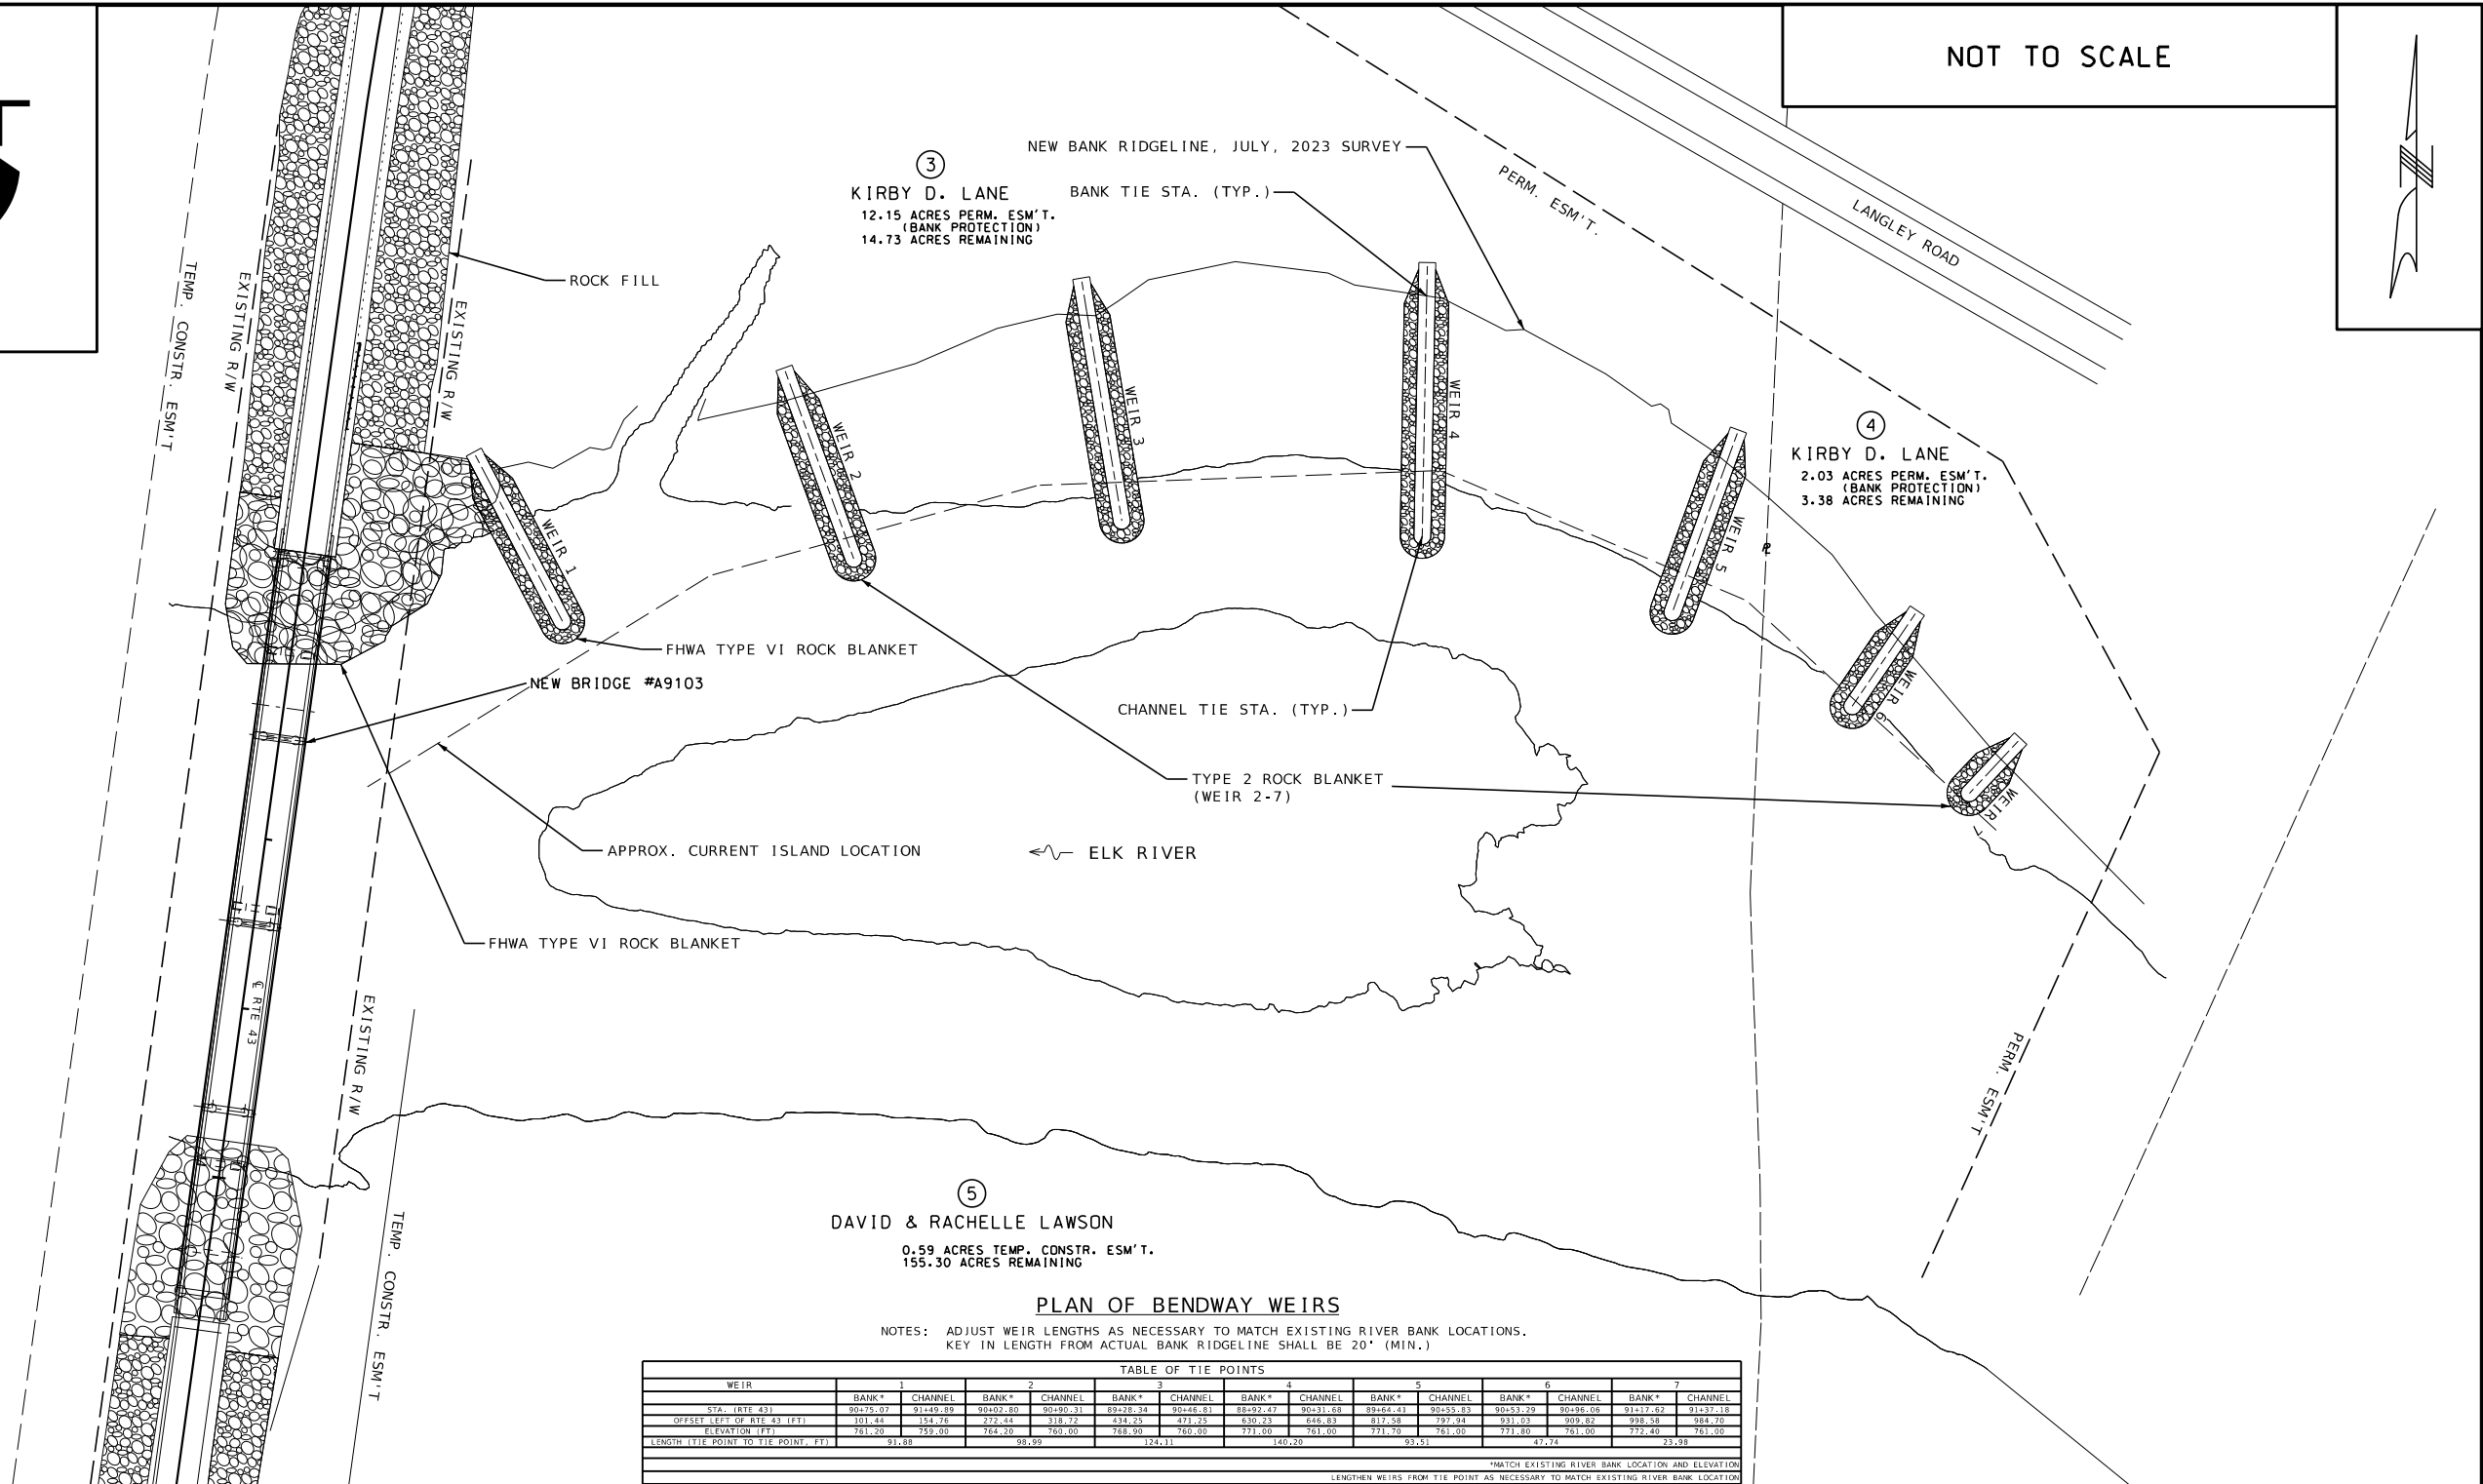 NOT TO SCALE
N
NEW BANK RIDGELINE, JULY, 2023 SURVEY
3
KIRBY D. LANE
12.15 ACRES PERM. ESM'T.
(BANK PROTECTION)
14.73 ACRES REMAINING
BANK TIE STA. (TYP.)
PERM. ESM'T.
LANGLEY ROAD
TEMP. CONSTR. ESM'T
EXISTING R/W
EXISTING R/W
ROCK FILL
WEIR 1
WEIR 2
WEIR 3
WEIR 4
WEIR 5
WEIR 6
WEIR 7
4
KIRBY D. LANE
2.03 ACRES PERM. ESM'T.
(BANK PROTECTION)
3.38 ACRES REMAINING
FHWA TYPE VI ROCK BLANKET
NEW BRIDGE #A9103
CHANNEL TIE STA. (TYP.)
TYPE 2 ROCK BLANKET
(WEIR 2-7)
APPROX. CURRENT ISLAND LOCATION
ELK RIVER
FHWA TYPE VI ROCK BLANKET
℄ RTE 43
EXISTING R/W
PERM. ESM'T
TEMP. CONSTR. ESM'T
5
DAVID & RACHELLE LAWSON
0.59 ACRES TEMP. CONSTR. ESM'T.
155.30 ACRES REMAINING
PLAN OF BENDWAY WEIRS
NOTES: ADJUST WEIR LENGTHS AS NECESSARY TO MATCH EXISTING RIVER BANK LOCATIONS.
KEY IN LENGTH FROM ACTUAL BANK RIDGELINE SHALL BE 20' (MIN.)
TABLE OF TIE POINTS
WEIR 1 2 3 4 5 6 7
BANK* CHANNEL BANK* CHANNEL BANK* CHANNEL BANK* CHANNEL BANK* CHANNEL BANK* CHANNEL BANK* CHANNEL
STA. (RTE 43) 90+75.07 91+49.89 90+02.80 90+90.31 89+28.34 90+46.81 88+92.47 90+31.68 89+64.41 90+55.83 90+53.29 90+96.06 91+17.62 91+37.18
OFFSET LEFT OF RTE 43 (FT) 101.44 154.76 272.44 318.72 434.25 471.25 630.23 646.83 817.58 797.94 931.03 909.82 998.58 984.70
ELEVATION (FT) 761.20 759.00 764.20 760.00 768.90 760.00 771.00 761.00 771.70 761.00 771.80 761.00 772.40 761.00
LENGTH (TIE POINT TO TIE POINT, FT) 91.88 98.99 124.11 140.20 93.51 47.74 23.98
*MATCH EXISTING RIVER BANK LOCATION AND ELEVATION
LENGTHEN WEIRS FROM TIE POINT AS NECESSARY TO MATCH EXISTING RIVER BANK LOCATION